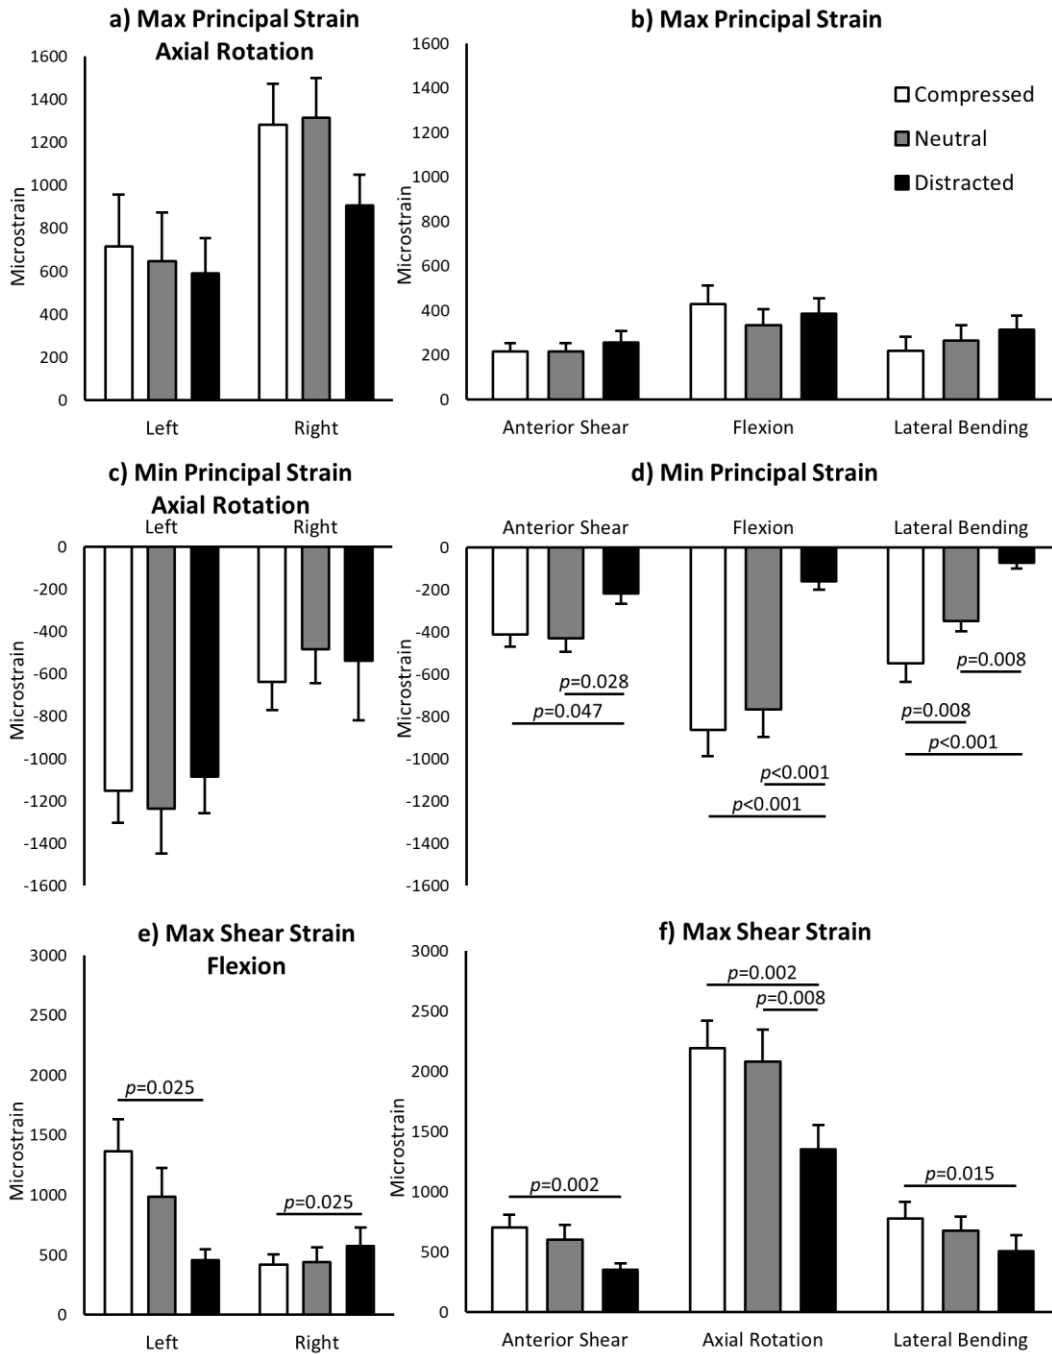 a) Max Principal Strain
Axial Rotation
1600
1400
1200
1000
800
600
400
200
0
Microstrain
Left
Right
b) Max Principal Strain
1600
1400
1200
1000
800
600
400
200
0
Microstrain
Compressed
Neutral
Distracted
Anterior Shear
Flexion
Lateral Bending
c) Min Principal Strain
Axial Rotation
Left
Right
0
-200
-400
-600
-800
-1000
-1200
-1400
-1600
Microstrain
d) Min Principal Strain
Anterior Shear
Flexion
Lateral Bending
0
-200
-400
-600
-800
-1000
-1200
-1400
-1600
Microstrain
p=0.028
p=0.047
p<0.001
p<0.001
p=0.008
p=0.008
p<0.001
e) Max Shear Strain
Flexion
3000
2500
2000
1500
1000
500
0
Microstrain
p=0.025
p=0.025
Left
Right
f) Max Shear Strain
3000
2500
2000
1500
1000
500
0
Microstrain
p=0.002
p=0.002
p=0.008
p=0.015
Anterior Shear
Axial Rotation
Lateral Bending